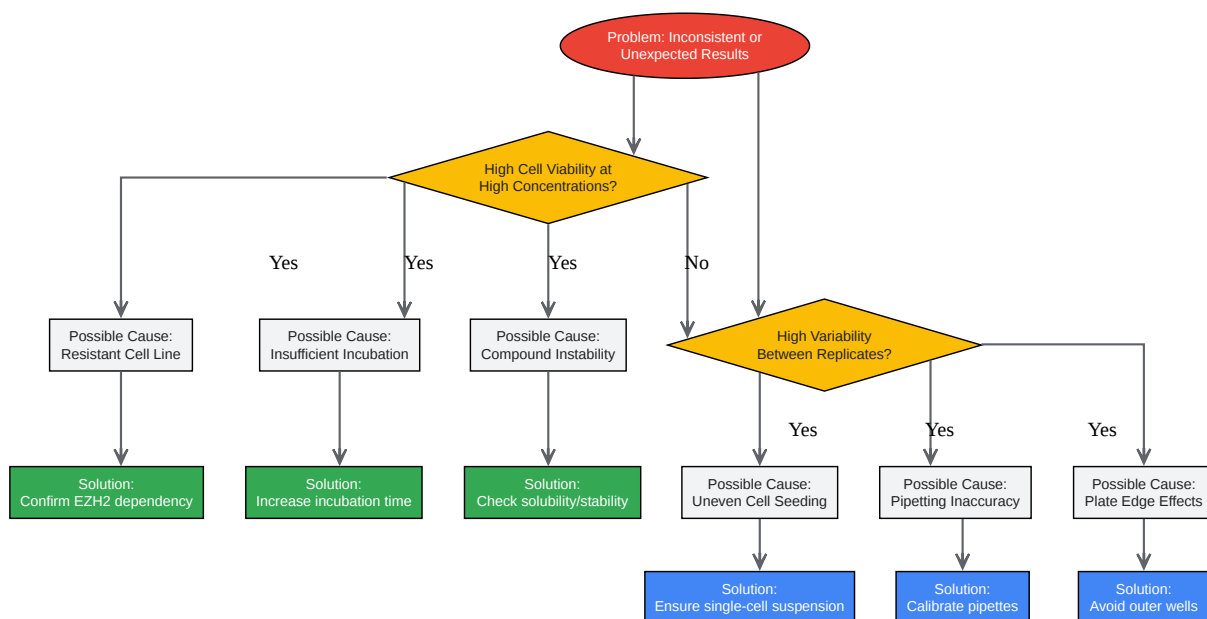 Problem: Inconsistent or
Unexpected Results
High Cell Viability at
High Concentrations?
Yes
Yes
Yes
No
Possible Cause:
Resistant Cell Line
Possible Cause:
Insufficient Incubation
Possible Cause:
Compound Instability
High Variability
Between Replicates?
Yes
Yes
Yes
Solution:
Confirm EZH2 dependency
Solution:
Increase incubation time
Solution:
Check solubility/stability
Possible Cause:
Uneven Cell Seeding
Possible Cause:
Pipetting Inaccuracy
Possible Cause:
Plate Edge Effects
Solution:
Ensure single-cell suspension
Solution:
Calibrate pipettes
Solution:
Avoid outer wells